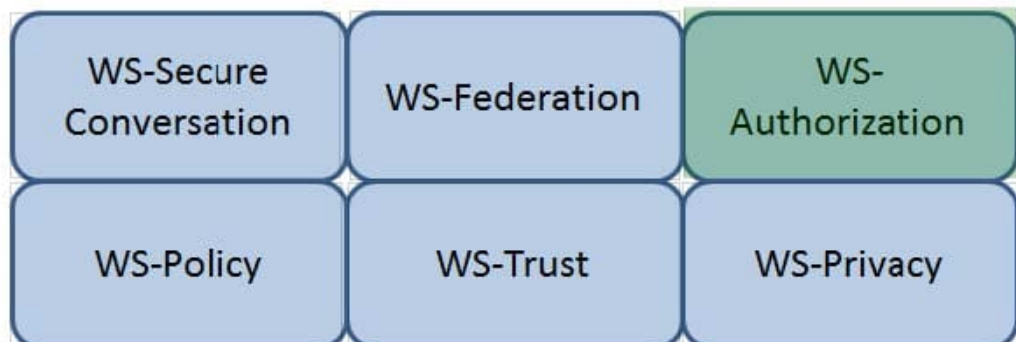 WS-Secure
Conversation
WS-Federation
WS-
Authorization
WS-Policy
WS-Trust
WS-Privacy